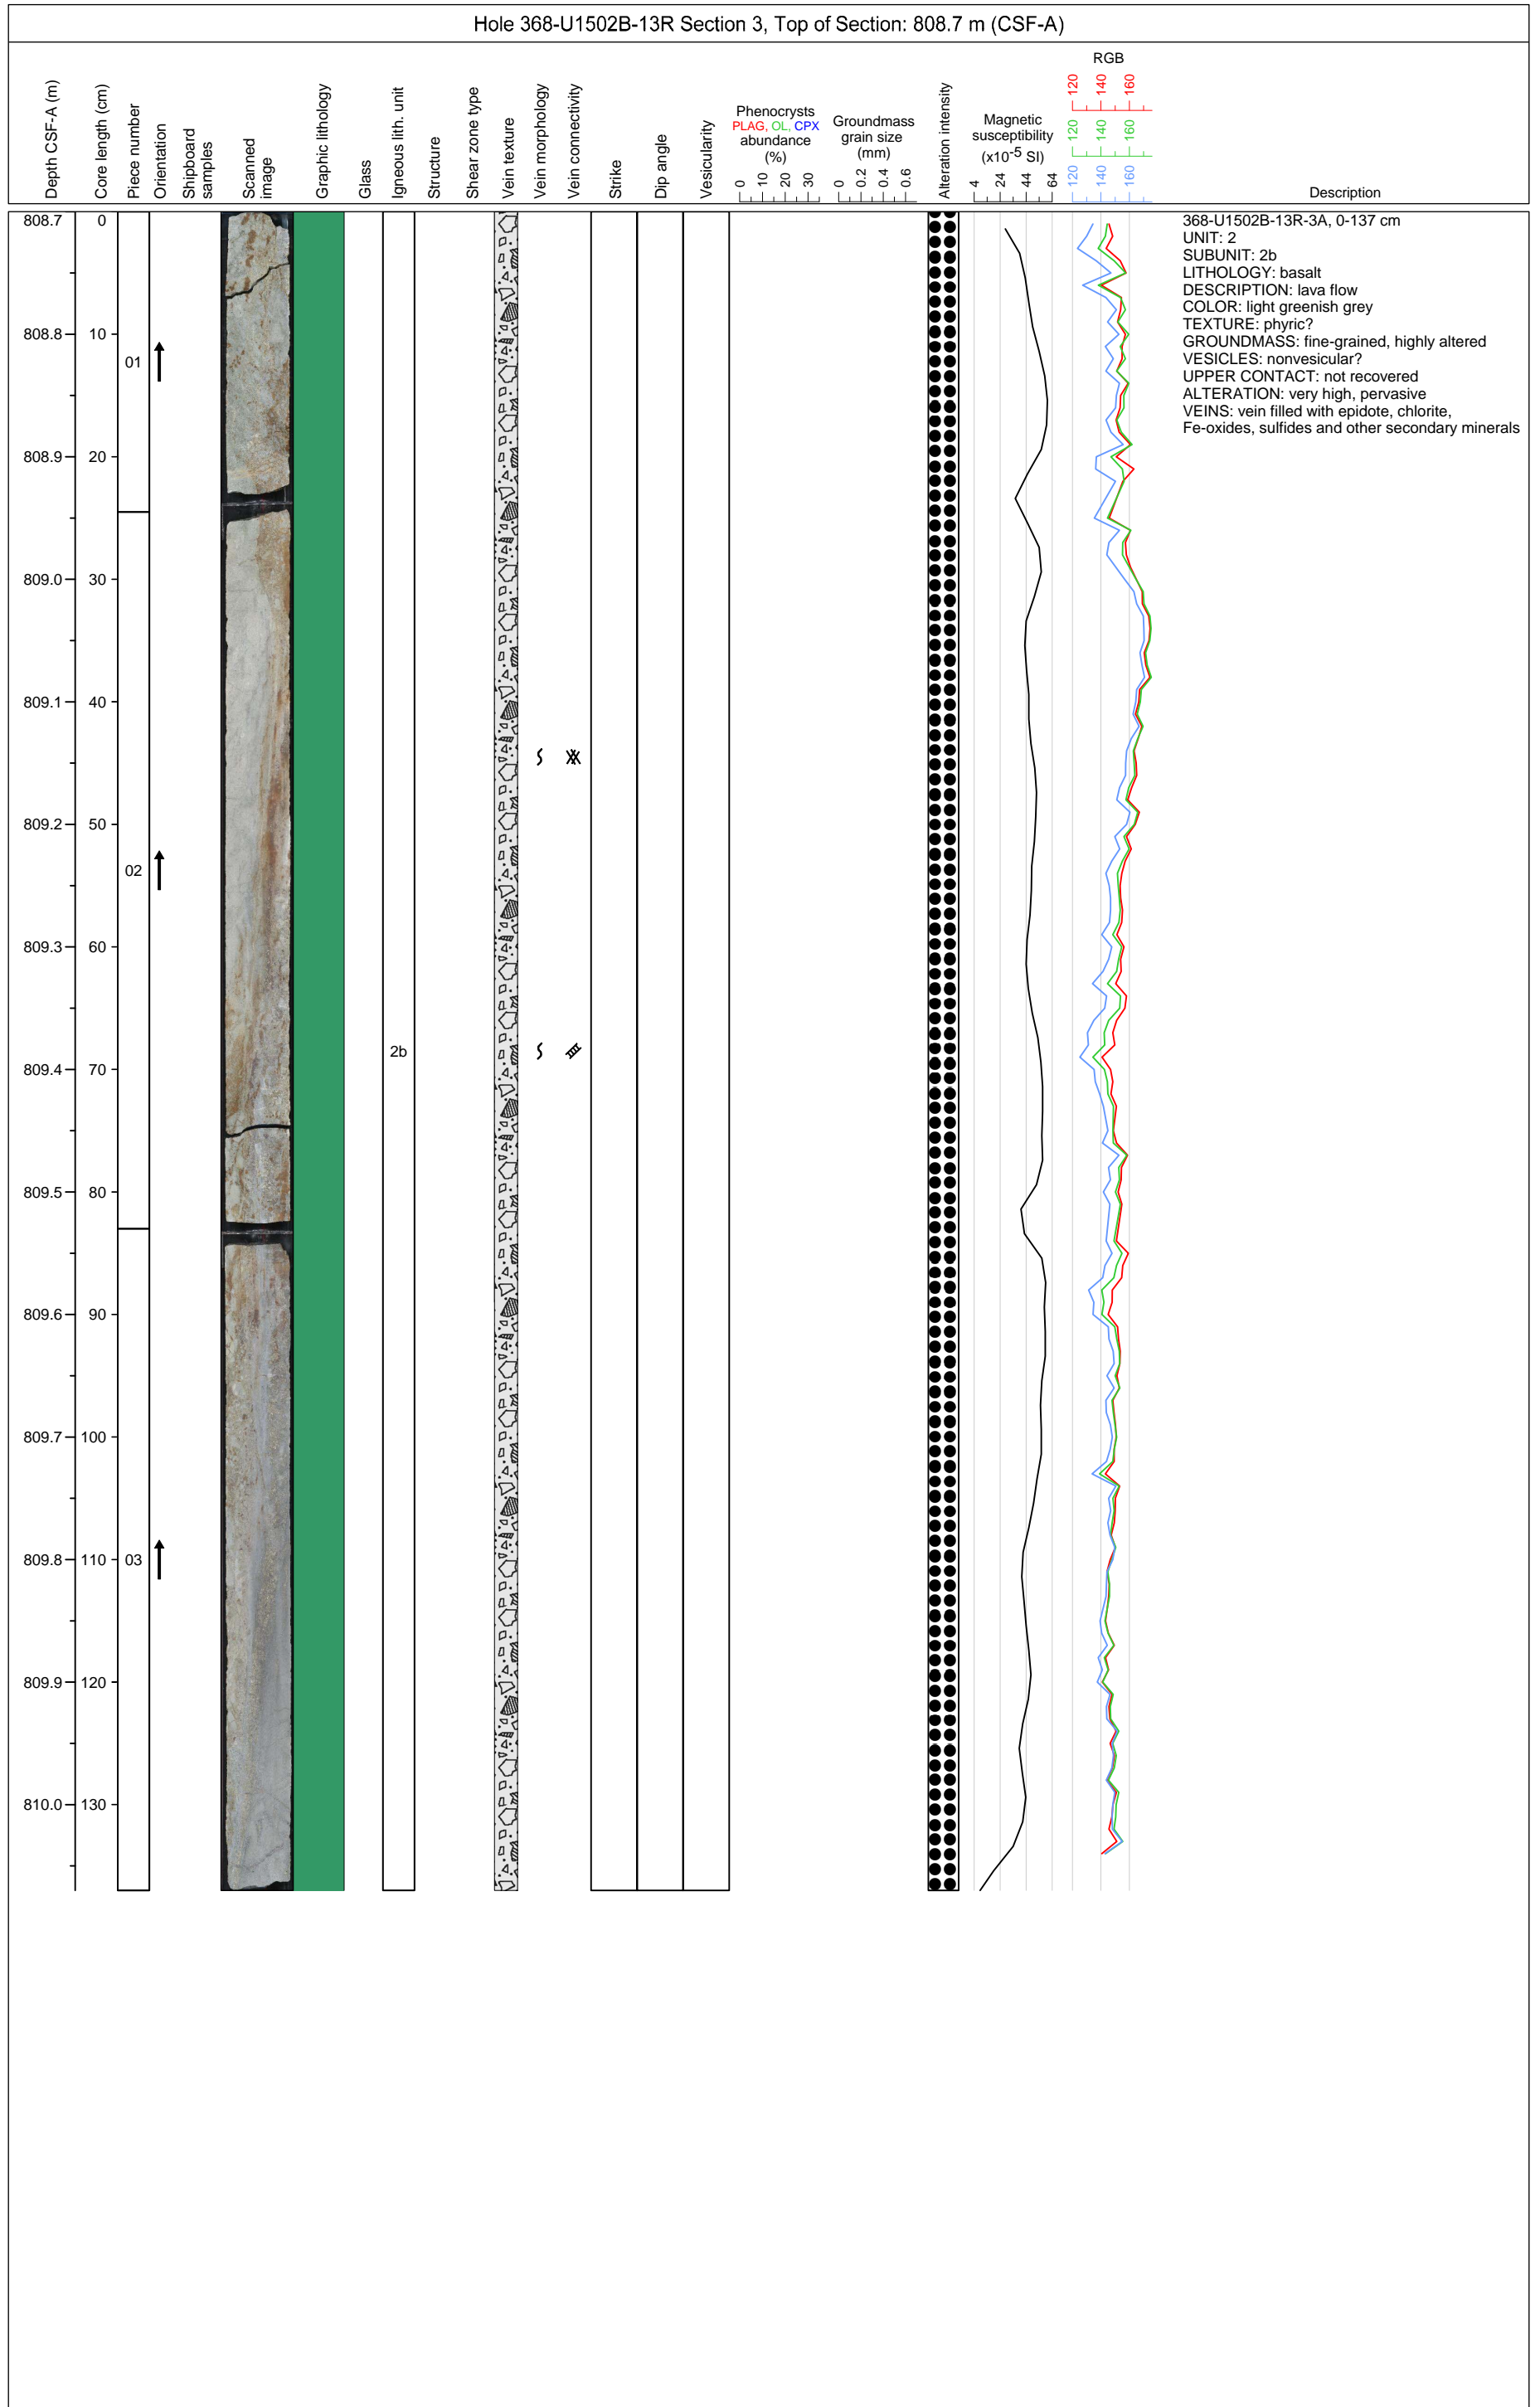 Hole 368-U1502B-13R Section 3, Top of Section: 808.7 m (CSF-A)
Depth CSF-A (m)
Core length (cm)
Piece number
Orientation
Shipboard
samples
Scanned
image
Graphic lithology
Glass
Igneous lith. unit
Structure
Shear zone type
Vein texture
Vein morphology
Vein connectivity
Strike
Dip angle
Vesicularity
Phenocrysts
PLAG, OL, CPX
abundance
(%)
0 10 20 30
Groundmass
grain size
(mm)
0 0.2 0.4 0.6
Alteration intensity
Magnetic
susceptibility
(x10-5 SI)
4 24 44 64
RGB
120 140 160
120 140 160
120 140 160
Description
808.7 0
808.8 10
01
808.9 20
809.0 30
809.1 40
809.2 50
02
809.3 60
2b
809.4 70
809.5 80
809.6 90
809.7 100
809.8 110 03
809.9 120
810.0 130
368-U1502B-13R-3A, 0-137 cm
UNIT: 2
SUBUNIT: 2b
LITHOLOGY: basalt
DESCRIPTION: lava flow
COLOR: light greenish grey
TEXTURE: phyric?
GROUNDMASS: fine-grained, highly altered
VESICLES: nonvesicular?
UPPER CONTACT: not recovered
ALTERATION: very high, pervasive
VEINS: vein filled with epidote, chlorite,
Fe-oxides, sulfides and other secondary minerals